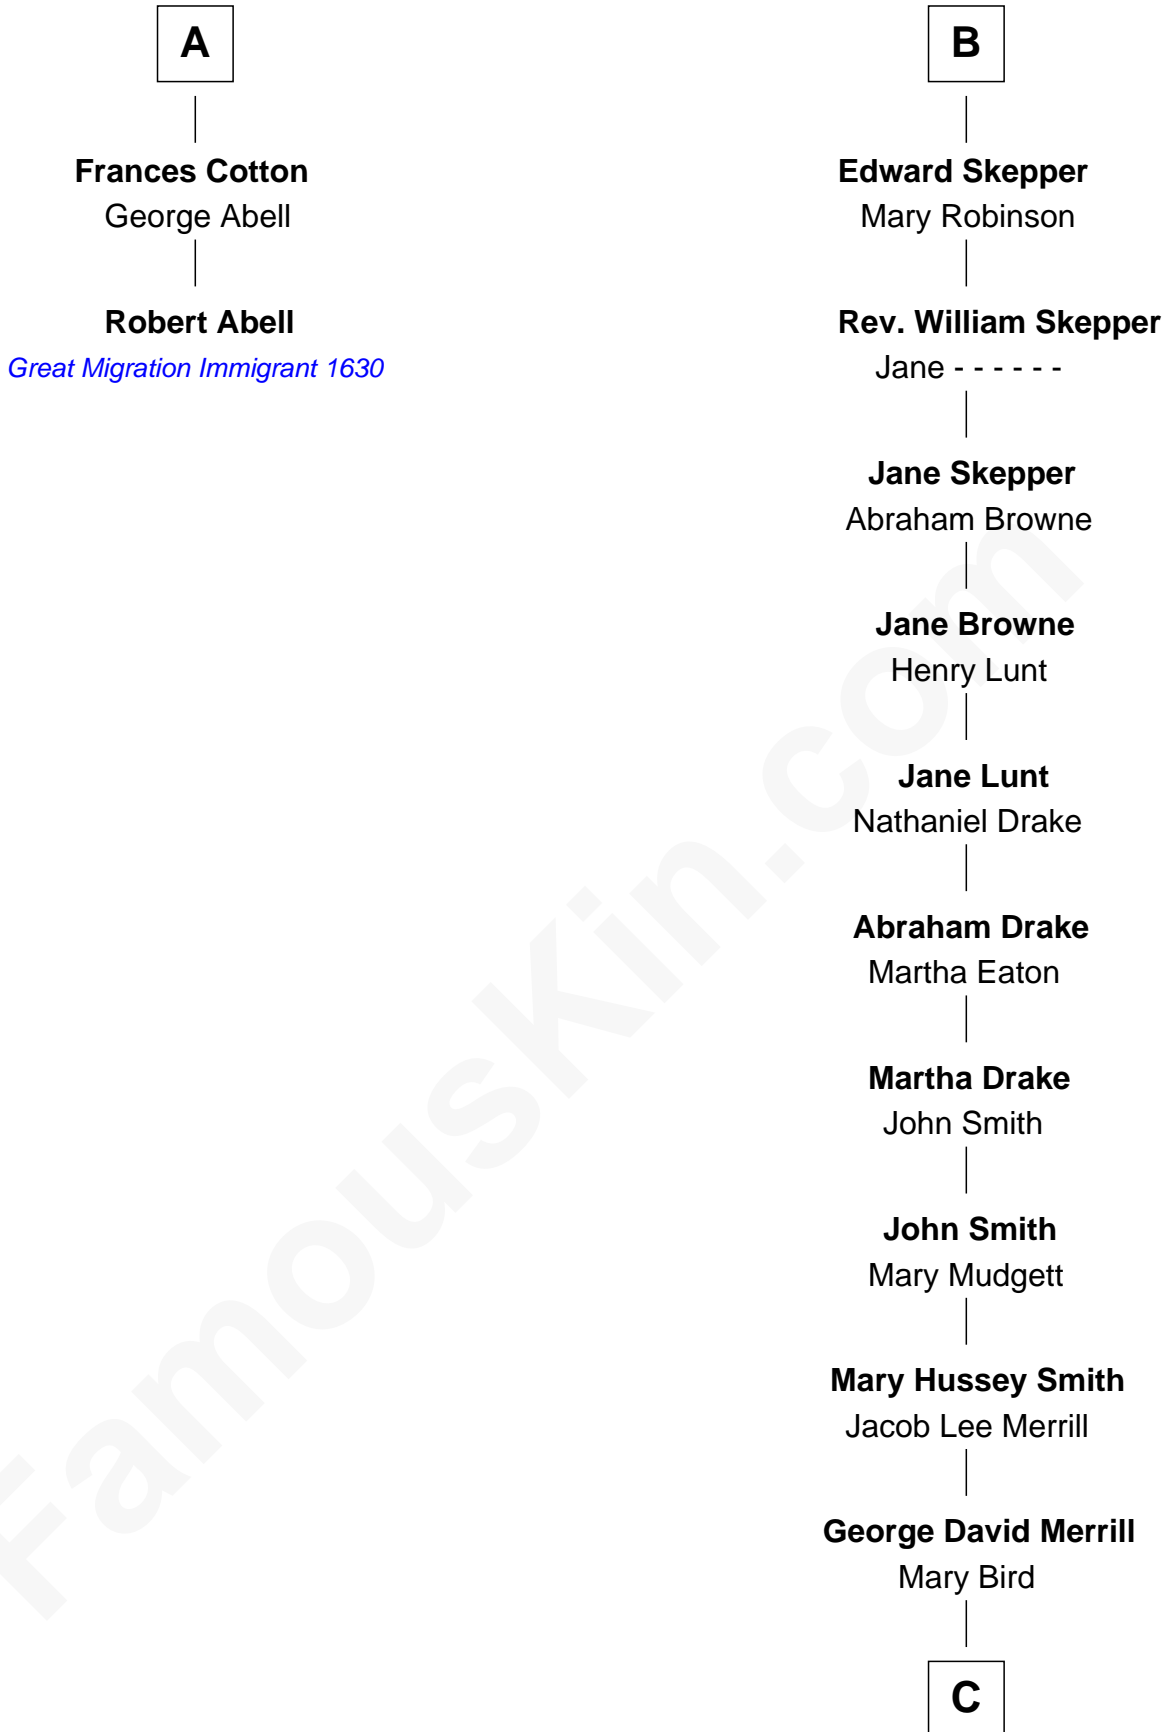 A
Frances Cotton
George Abell
Robert Abell
Great Migration Immigrant 1630
B
Edward Skepper
Mary Robinson
Rev. William Skepper
Jane - - - - - -
Jane Skepper
Abraham Browne
Jane Browne
Henry Lunt
Jane Lunt
Nathaniel Drake
Abraham Drake
Martha Eaton
Martha Drake
John Smith
John Smith
Mary Mudgett
Mary Hussey Smith
Jacob Lee Merrill
George David Merrill
Mary Bird
C
FamousKin.com